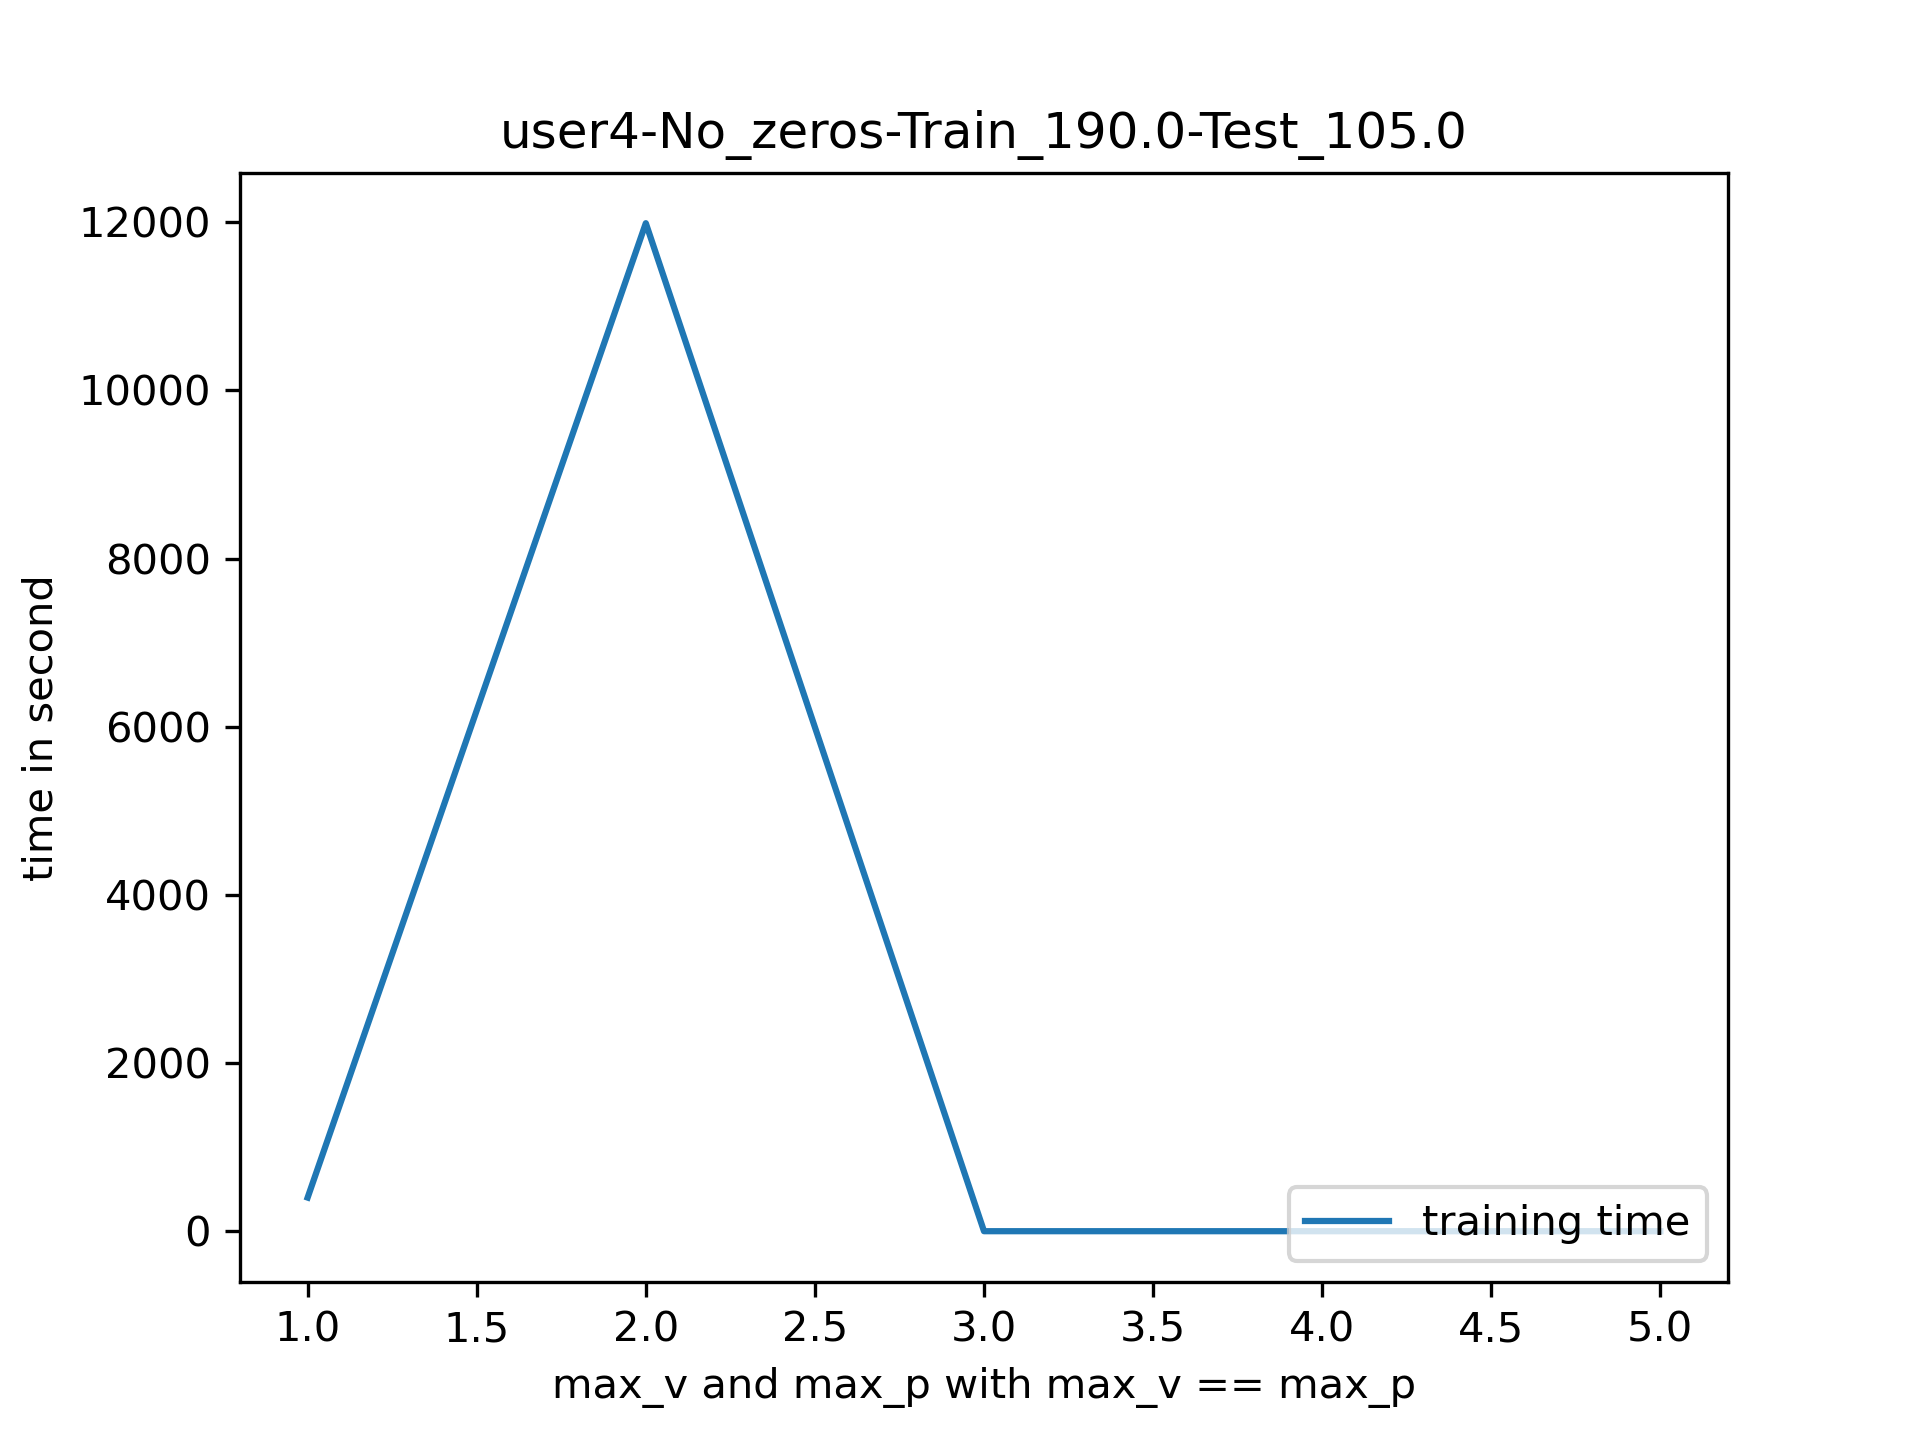 user4-No_zeros-Train_190.0-Test_105.0
12000
10000
8000
6000
4000
2000
0
time in second
training time
1.0 1.5 2.0 2.5 3.0 3.5 4.0 4.5 5.0
max_v and max_p with max_v == max_p